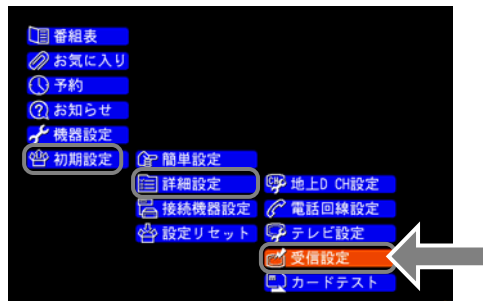 番組表
お気に入り
予約
お知らせ
機器設定
初期設定
簡単設定
詳細設定
接続機器設定
設定リセット
地上D CH設定
電話回線設定
テレビ設定
受信設定
カードテスト